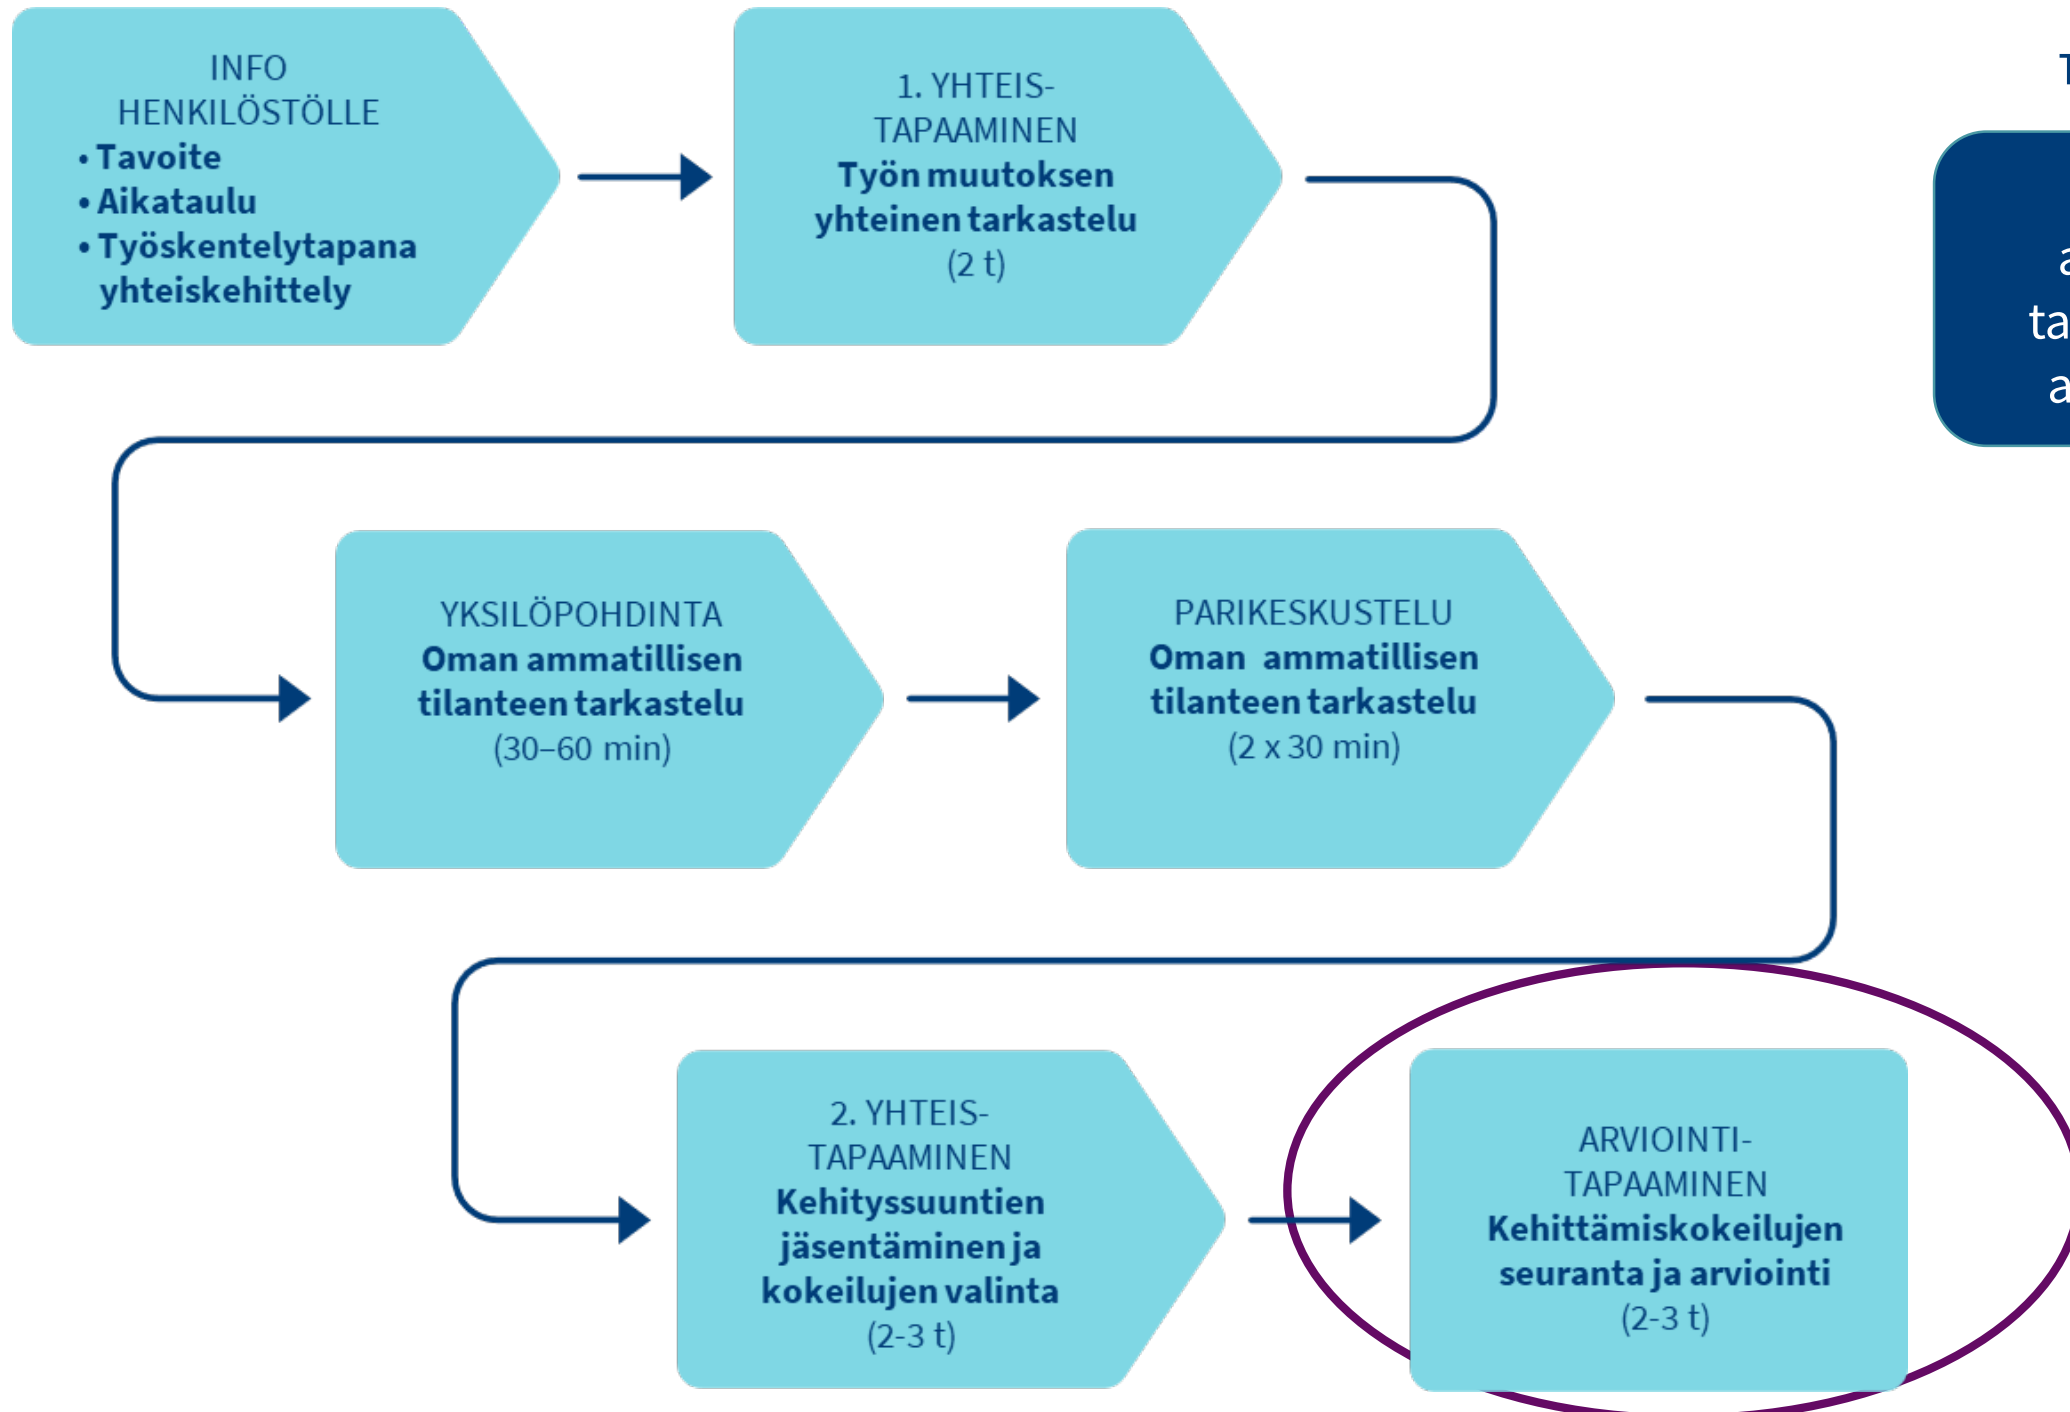 INFO
HENKILÖSTÖLLE
• Tavoite
• Aikataulu
• Työskentelytapana
yhteiskehittely
1. YHTEIS-
TAPAAMINEN
Työn muutoksen
yhteinen tarkastelu
(2 t)
YKSILÖPOHDINTA
Oman ammatillisen
tilanteen tarkastelu
(30–60 min)
PARIKESKUSTELU
Oman ammatillisen
tilanteen tarkastelu
(2 x 30 min)
2. YHTEIS-
TAPAAMINEN
Kehityssuuntien
jäsentäminen ja
kokeilujen valinta
(2-3 t)
ARVIOINTI-
TAPAAMINEN
Kehittämiskokeilujen
seuranta ja arviointi
(2-3 t)